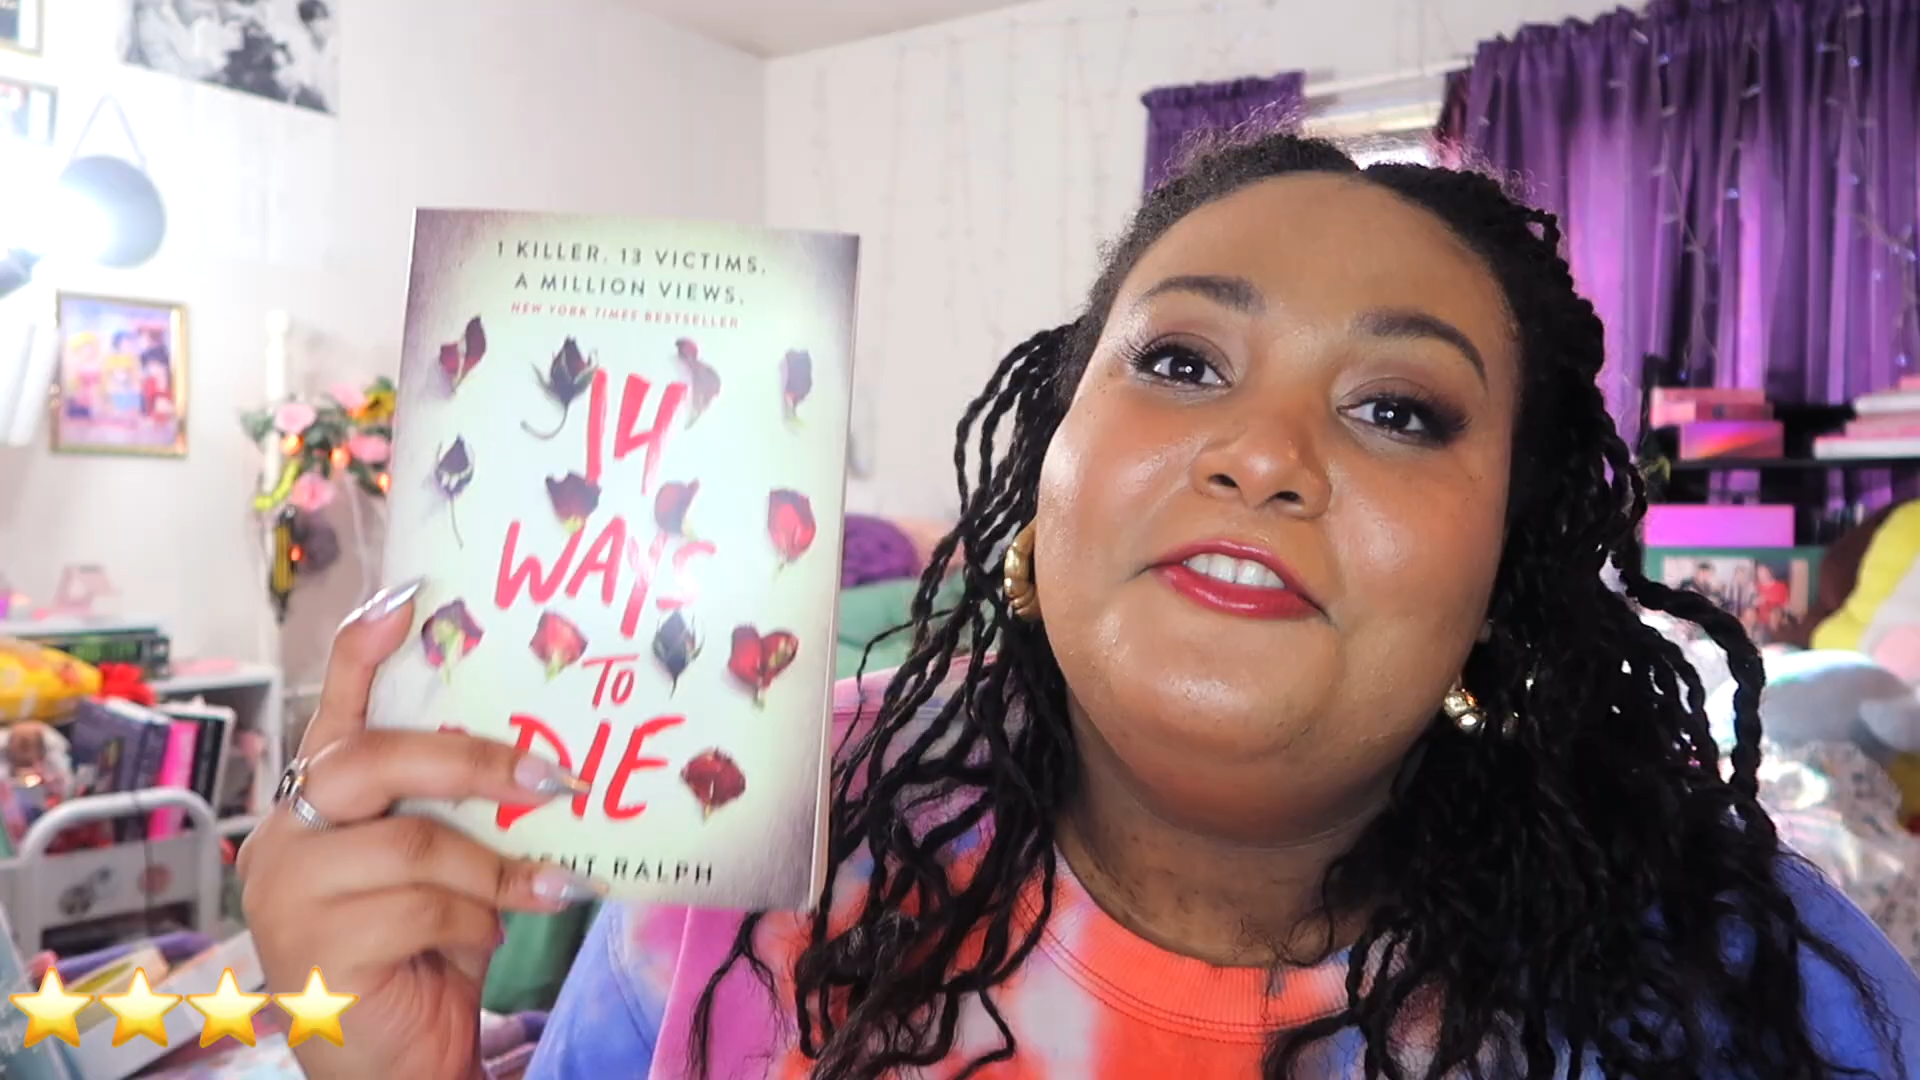 1 KILLER. 13 VICTIMS.
A MILLION VIEWS.
NEW YORK TIMES BESTSELLER
14
WAYS
TO
DIE
RALPH